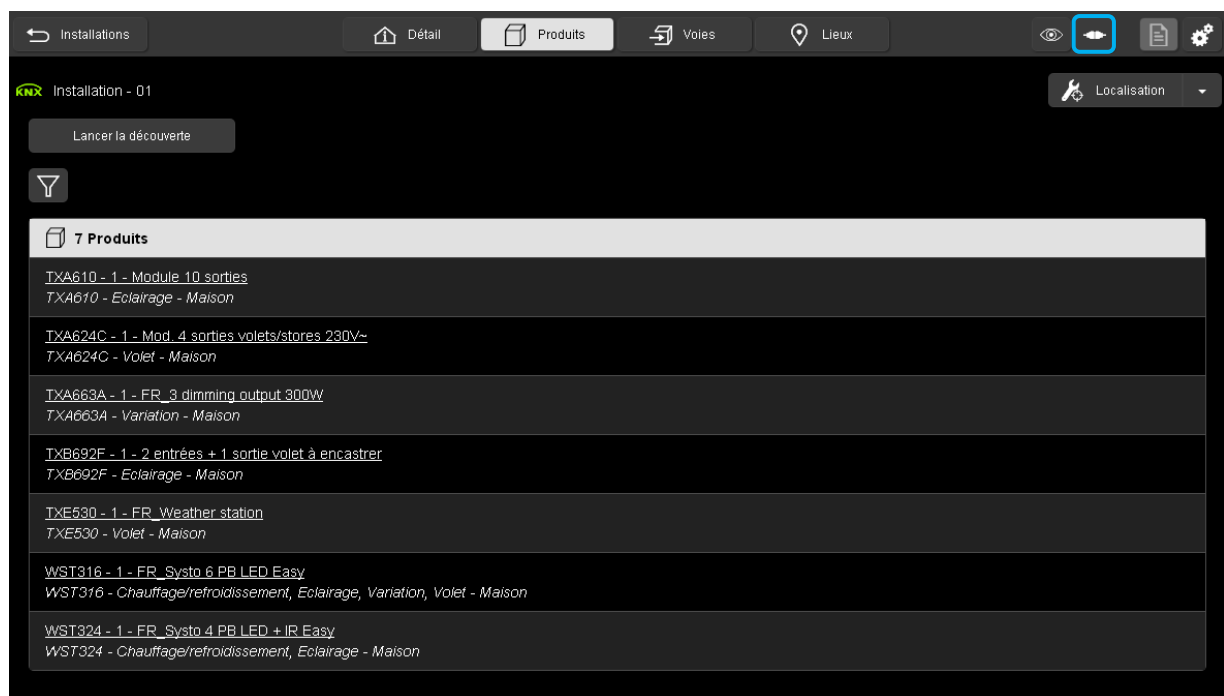 Installations
Détail
Produits
Voies
Lieux
KNX Installation - 01
Localisation
Lancer la découverte
7 Produits
TXA610 - 1 - Module 10 sorties
TXA610 - Eclairage - Maison
TXA624C - 1 - Mod. 4 sorties volets/stores 230V~
TXA624C - Volet - Maison
TXA663A - 1 - FR_3 dimming output 300W
TXA663A - Variation - Maison
TXB692F - 1 - 2 entrées + 1 sortie volet à encastrer
TXB692F - Eclairage - Maison
TXE530 - 1 - FR_Weather station
TXE530 - Volet - Maison
WST316 - 1 - FR_Systo 6 PB LED Easy
WST316 - Chauffage/refroidissement, Eclairage, Variation, Volet - Maison
WST324 - 1 - FR_Systo 4 PB LED + IR Easy
WST324 - Chauffage/refroidissement, Eclairage - Maison